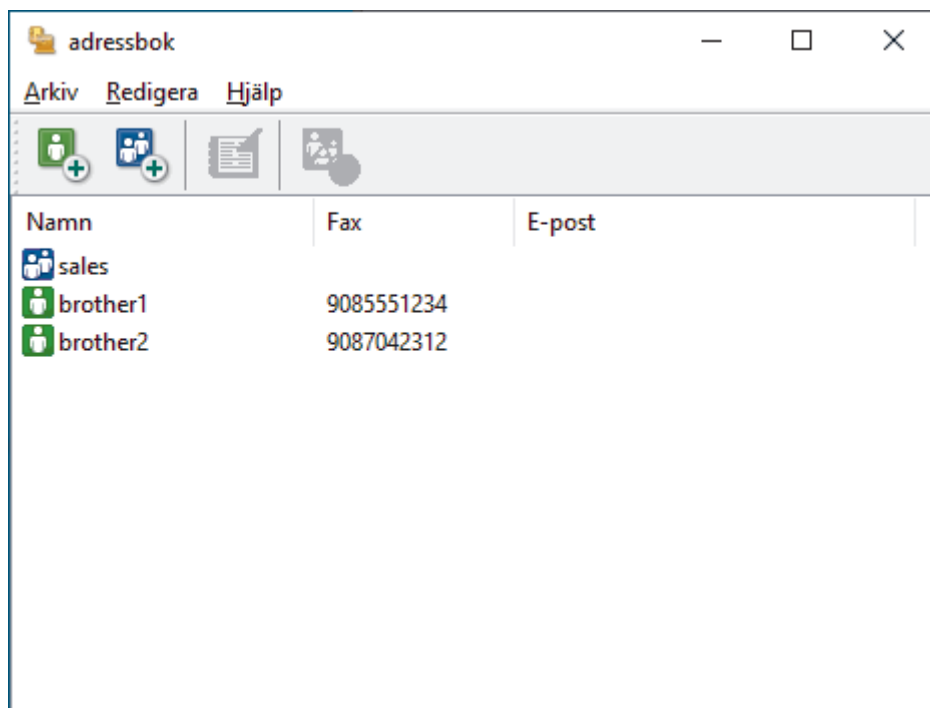 adressbok
Arkiv Redigera Hjälp
Namn Fax E-post
sales
brother1 9085551234
brother2 9087042312